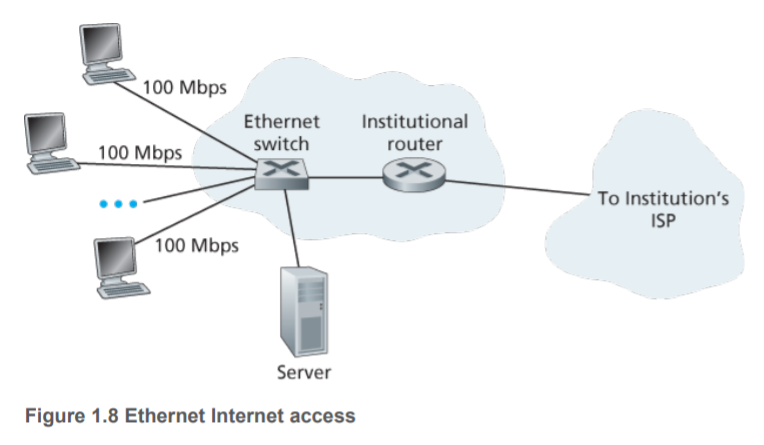 100 Mbps
Ethernet
switch
Institutional
router
100 Mbps
To Institution's
ISP
100 Mbps
Server
Figure 1.8 Ethernet Internet access